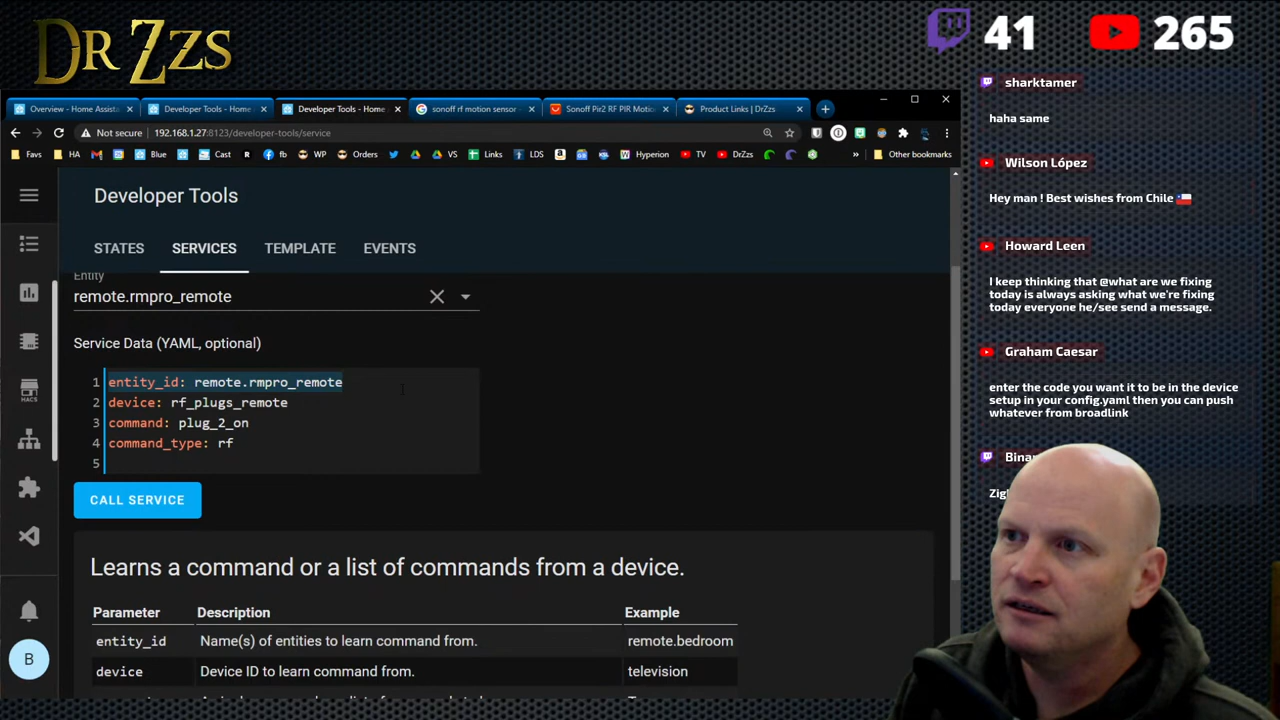 DR ZZS
41
265
Overview - Home Assista
Developer Tools - Home
Developer Tools - Home
sonoff rf motion sensor
Sonoff Pir2 RF PIR Motio
Product Links | DrZzs
Not secure
192.168.1.27:8123/developer-tools/service
Favs
HA
Blue
Cast
fb
WP
Orders
VS
Links
LDS
Hyperion
TV
DrZzs
Other bookmarks
Developer Tools
STATES
SERVICES
TEMPLATE
EVENTS
Entity
remote.rmpro_remote
Service Data (YAML, optional)
1 entity_id: remote.rmpro_remote
2 device: rf_plugs_remote
3 command: plug_2_on
4 command_type: rf
5
CALL SERVICE
Learns a command or a list of commands from a device.
Parameter Description Example
entity_id Name(s) of entities to learn command from. remote.bedroom
device Device ID to learn command from. television
HACS
B
sharktamer
haha same
Wilson López
Hey man ! Best wishes from Chile
Howard Leen
I keep thinking that @what are we fixing
today is always asking what we're fixing
today everyone he/see send a message.
Graham Caesar
enter the code you want it to be in the device
setup in your config.yaml then you can push
whatever from broadlink